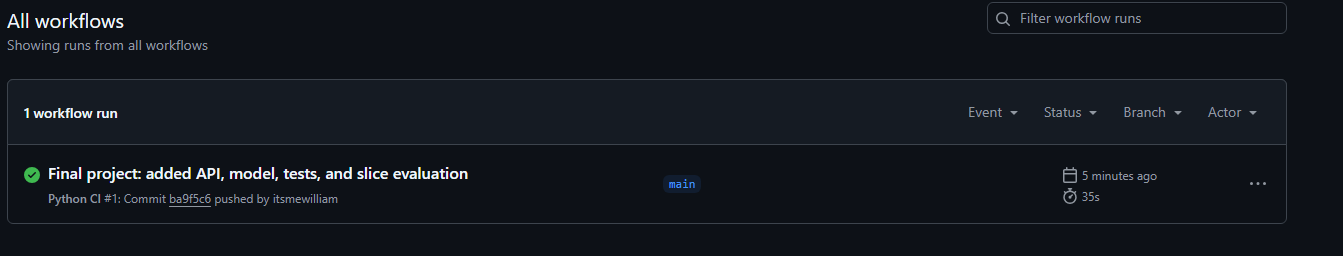 All workflows
Showing runs from all workflows
Filter workflow runs
1 workflow run
Event
Status
Branch
Actor
Final project: added API, model, tests, and slice evaluation
main
5 minutes ago
Python CI #1: Commit ba9f5c6 pushed by itsmewilliam
35s